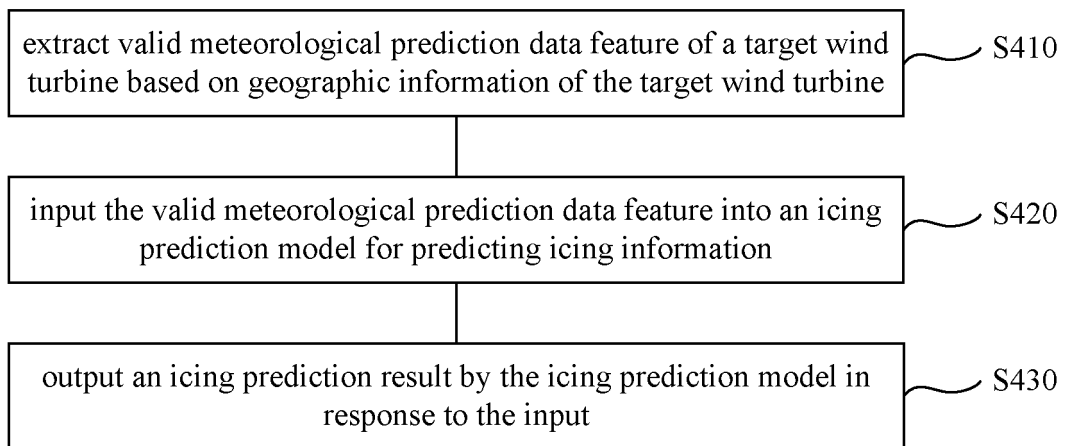 extract valid meteorological prediction data feature of a target wind
turbine based on geographic information of the target wind turbine
S410
input the valid meteorological prediction data feature into an icing
prediction model for predicting icing information
S420
output an icing prediction result by the icing prediction model in
response to the input
S430